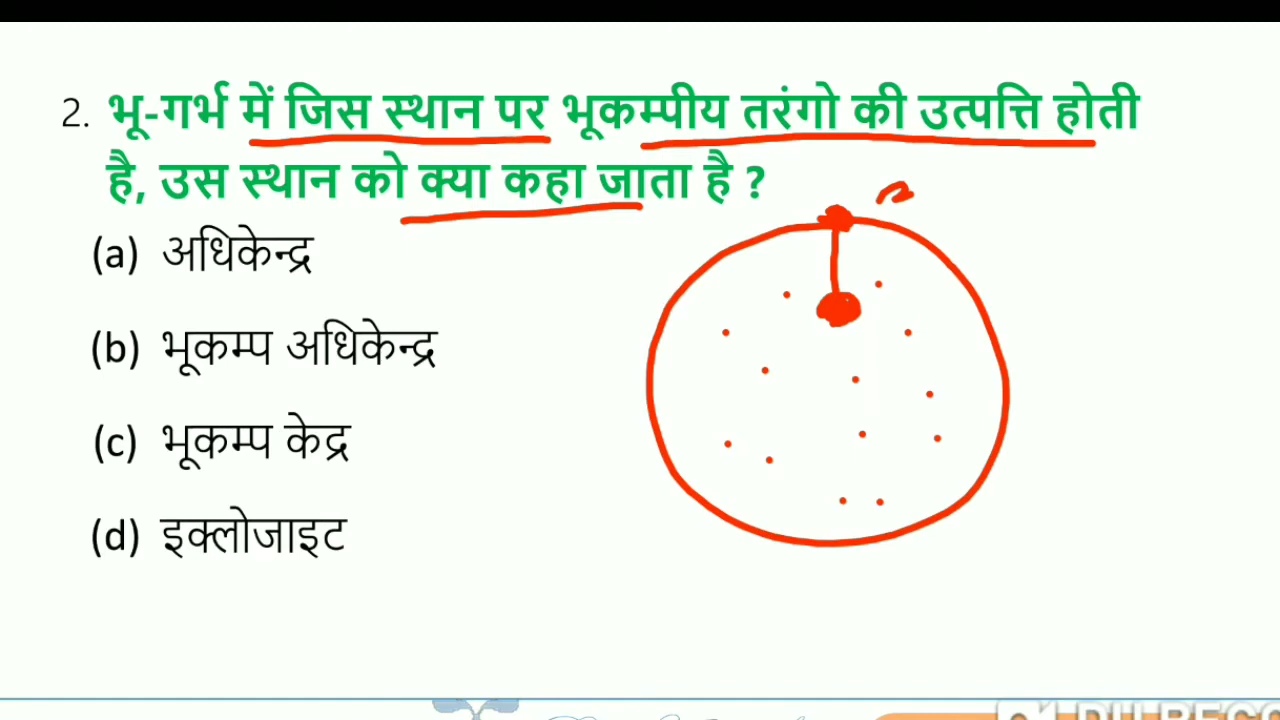 2. भू-गर्भ में जिस स्थान पर भूकम्पीय तरंगो की उत्पत्ति होती
है, उस स्थान को क्या कहा जाता है ?
(a) अधिकेन्द्र
(b) भूकम्प अधिकेन्द्र
(c) भूकम्प केद्र
(d) इक्लोजाइट